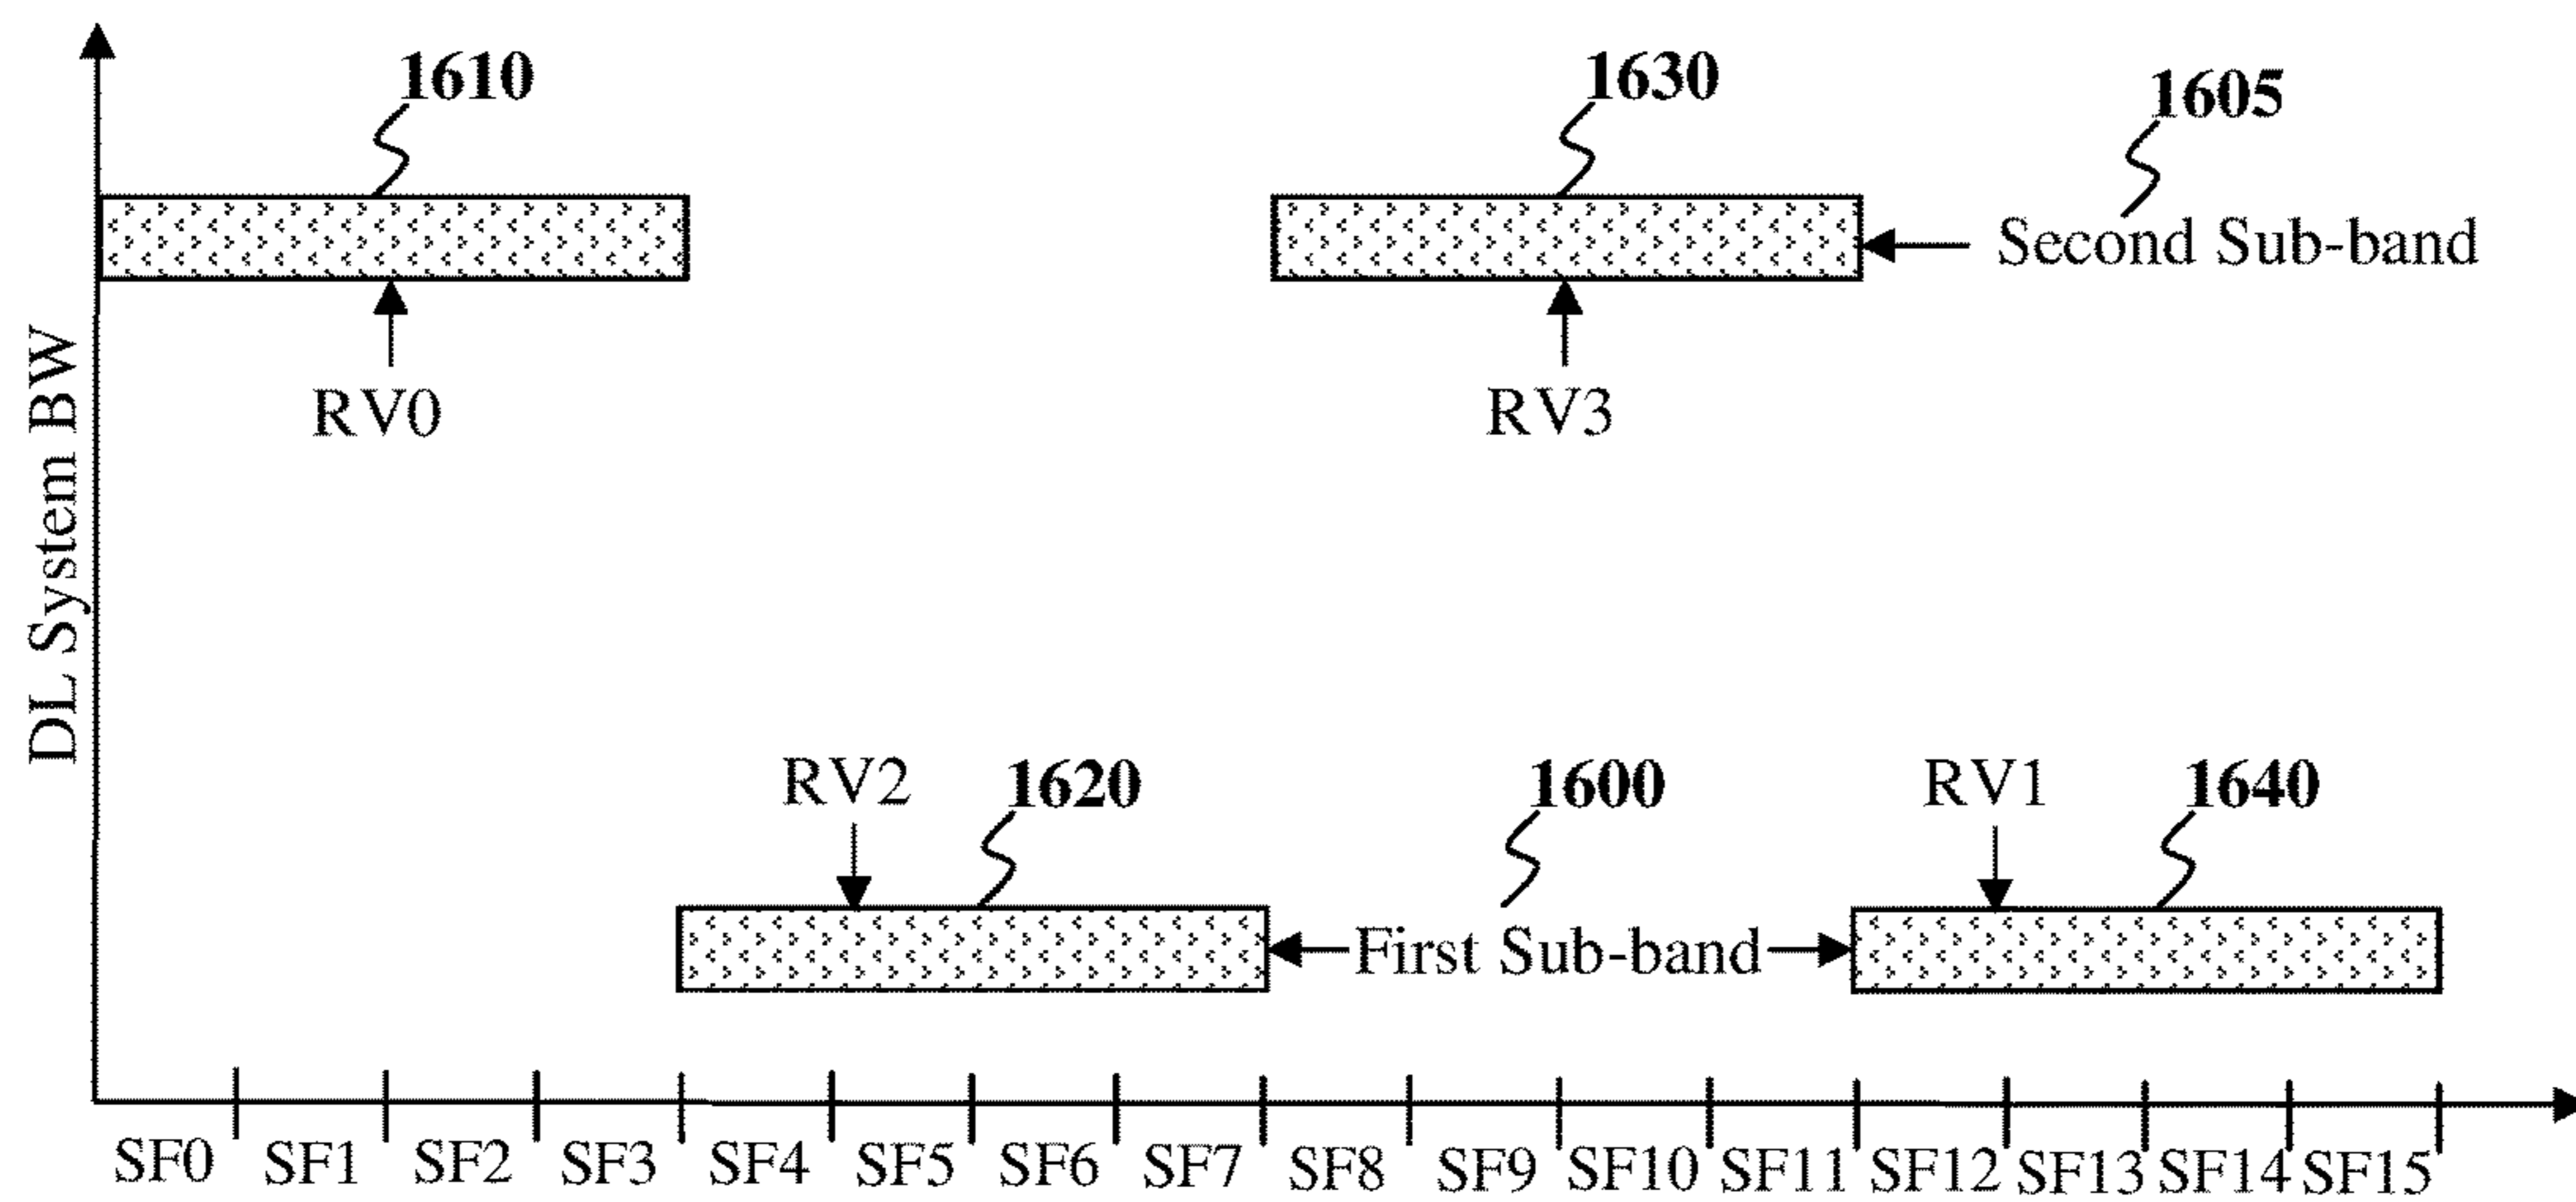 1610
1630
1605
Second Sub-band
RV0
RV3
DL System BW
RV2
1620
1600
RV1
1640
First Sub-band
SF0 SF1 SF2 SF3 SF4 SF5 SF6 SF7 SF8 SF9 SF10 SF11 SF12 SF13 SF14 SF15